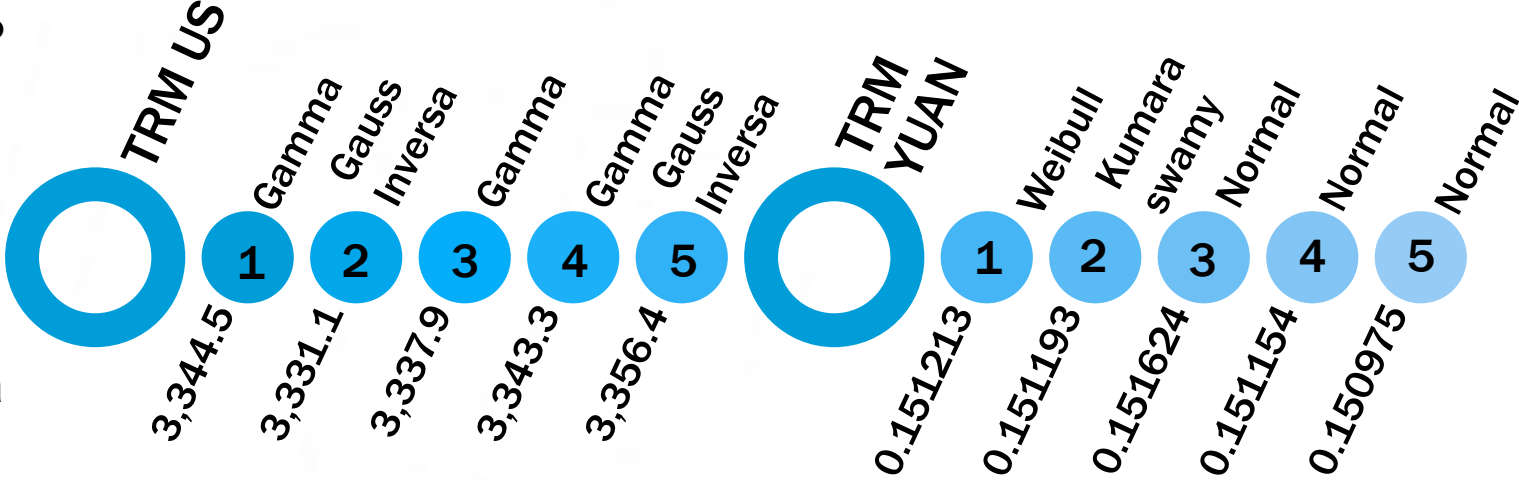 TRM US
Gamma
Gauss
Inversa
Gamma
Gamma
Gauss
Inversa
1
2
3
4
5
3,344.5
3,331.1
3,337.9
3,343.3
3,356.4
TRM
YUAN
Weibull
Kumara
swamy
Normal
Normal
Normal
1
2
3
4
5
0.151213
0.151193
0.151624
0.151154
0.150975